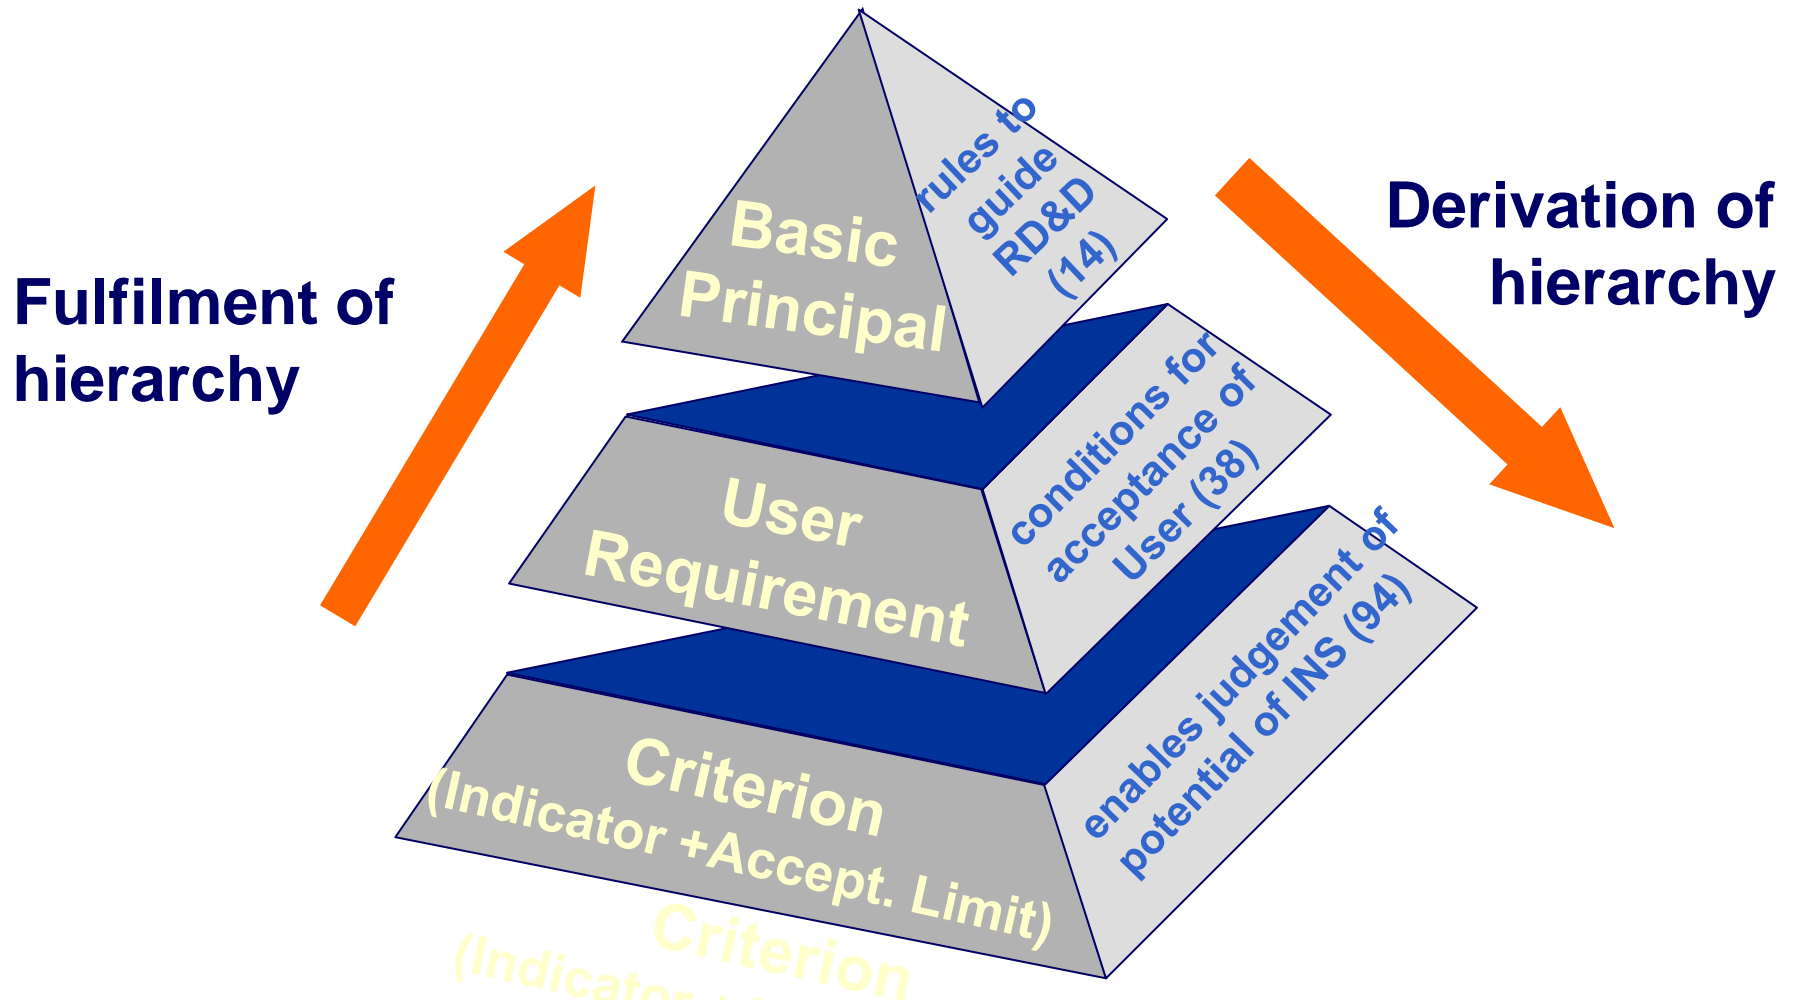 Fulfilment of
hierarchy
Basic
Principal
rules to
guide
RD&D
(14)
Derivation of
hierarchy
User
Requirement
conditions for
acceptance of
User (38)
Criterion
(Indicator +Accept. Limit)
enables judgement of
potential of INS (94)
Criterion
(Indicator